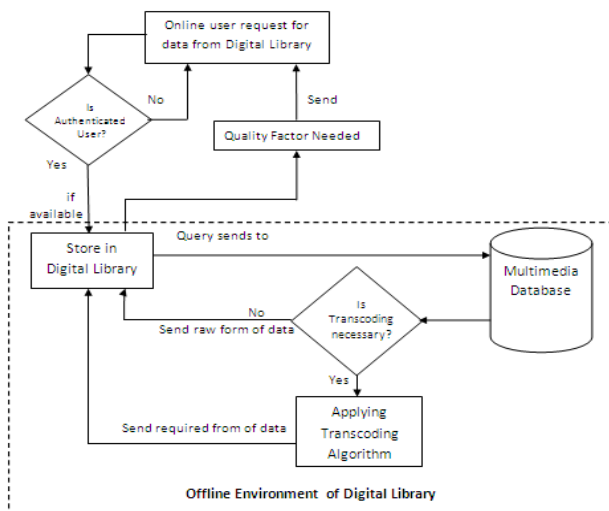 Online user request for
data from Digital Library
Is
Authenticated
User?
No
Send
Quality Factor Needed
Yes
if
available
Store in
Digital Library
Query sends to
Multimedia
Database
Is
Transcoding
necessary?
No
Send raw form of data
Yes
Applying
Transcoding
Algorithm
Send required from of data
Offline Environment of Digital Library